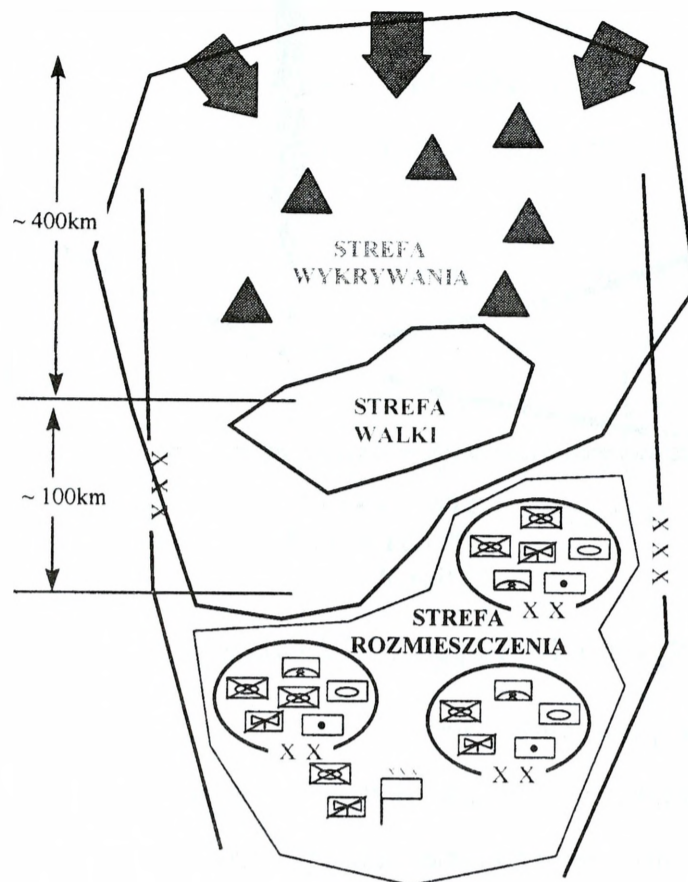 ~ 400km
STREFA
WYKRYWANIA
STREFA
WALKI
~ 100km
X X X
X X X
X X
STREFA
ROZMIESZCZENIA
X X
X X
x x x